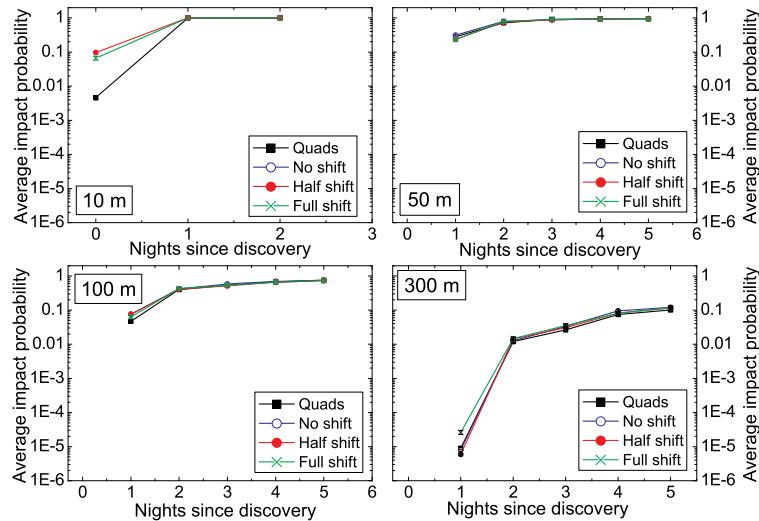 Average impact probability
1
0.1
0.01
1E-3
1E-4
1E-5
1E-6
10 m
Quads
No shift
Half shift
Full shift
0 1 2 3
Nights since discovery
1
0.1
0.01
1E-3
1E-4
1E-5
1E-6
Average impact probability
50 m
Quads
No shift
Half shift
Full shift
0 1 2 3 4 5 6
Nights since discovery
Average impact probability
1
0.1
0.01
1E-3
1E-4
1E-5
1E-6
100 m
Quads
No shift
Half shift
Full shift
0 1 2 3 4 5 6
Nights since discovery
1
0.1
0.01
1E-3
1E-4
1E-5
1E-6
Average impact probability
300 m
Quads
No shift
Half shift
Full shift
0 1 2 3 4 5
Nights since discovery